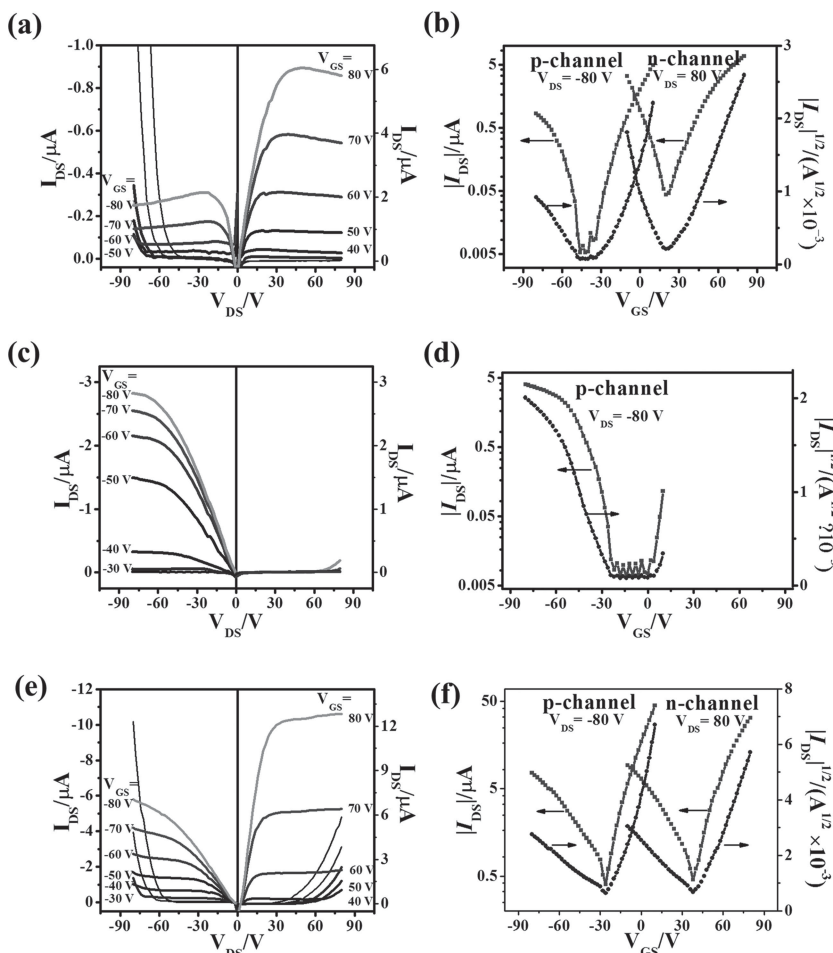 (a)
V
GS
=
80 V
70 V
60 V
50 V
40 V
V
GS
=
-80 V
-70 V
-60 V
-50 V
-1.0
-0.8
-0.6
-0.4
-0.2
0.0
6
4
2
0
I_DS/μA
I_DS/μA
-90 -60 -30 0 30 60 90
V_DS/V
(b)
p-channel n-channel
V_DS= -80 V V_DS= 80 V
5
0.5
0.05
0.005
3
2
1
0
|I_DS|/μA
|I_DS|^1/2/(A^1/2×10^-3)
-90 -60 -30 0 30 60 90
V_GS/V
(c)
V
GS
=
-80 V
-70 V
-60 V
-50 V
-40 V
-30 V
-3
-2
-1
0
3
2
1
0
I_DS/μA
I_DS/μA
-90 -60 -30 0 30 60 90
V_DS/V
(d)
p-channel
V_DS= -80 V
5
0.5
0.05
0.005
2
1
0
|I_DS|/μA
-90 -60 -30 0 30 60 90
V_GS/V
(e)
V
GS
=
80 V
70 V
60 V
50 V
40 V
V
GS
=
-80 V
-70 V
-60 V
-50 V
-40 V
-30 V
-12
-10
-8
-6
-4
-2
0
12
9
6
3
0
I_DS/μA
I_DS/μA
-90 -60 -30 0 30 60 90
V_DS/V
(f)
p-channel n-channel
V_DS= -80 V V_DS= 80 V
50
5
0.5
8
6
4
2
0
|I_DS|/μA
|I_DS|^1/2/(A^1/2×10^-3)
-90 -60 -30 0 30 60 90
V_GS/V